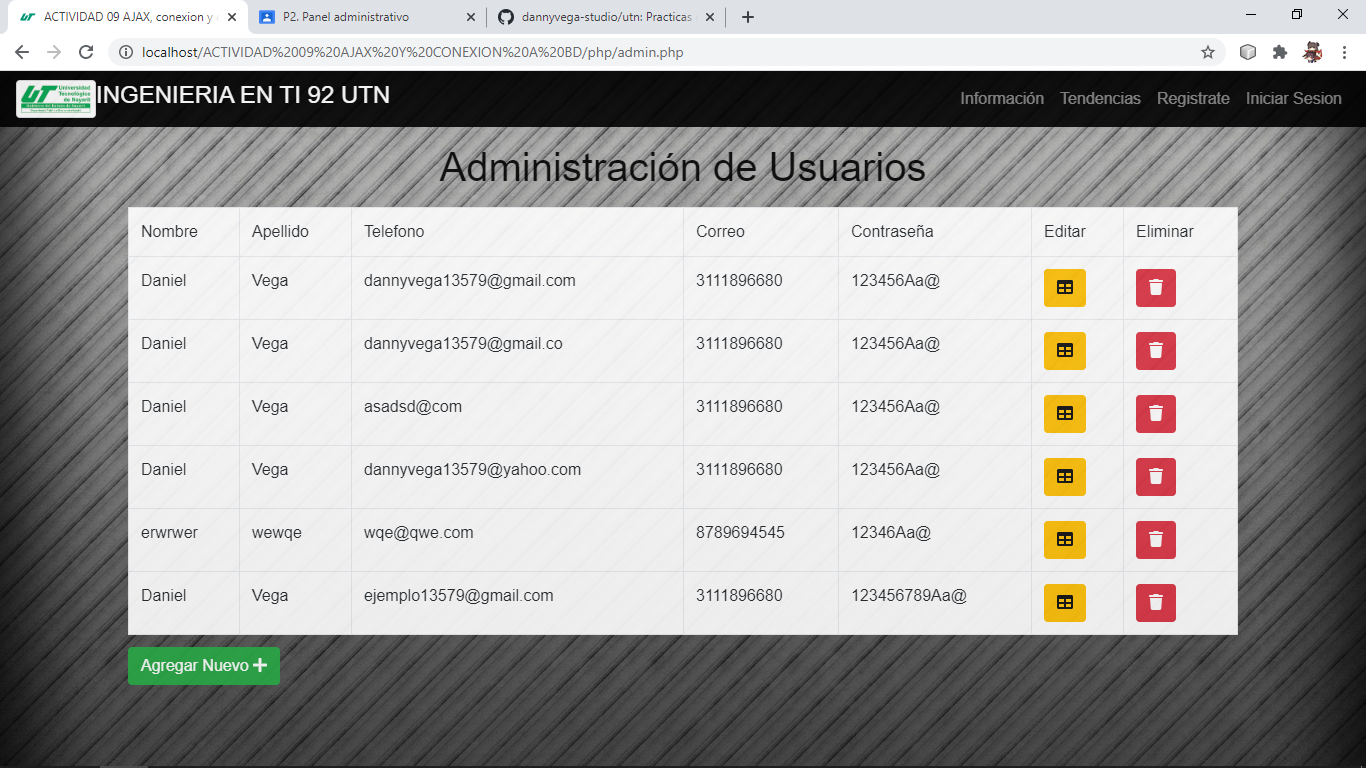 ACTIVIDAD 09 AJAX, conexion y
P2. Panel administrativo
dannyvega-studio/utn: Practicas
localhost/ACTIVIDAD%2009%20AJAX%20Y%20CONEXION%20A%20BD/php/admin.php
UT Universidad Tecnológica de Nayarit
INGENIERIA EN TI 92 UTN
Información Tendencias Registrate Iniciar Sesion
Administración de Usuarios
Nombre Apellido Telefono Correo Contraseña Editar Eliminar
Daniel Vega dannyvega13579@gmail.com 3111896680 123456Aa@
Daniel Vega dannyvega13579@gmail.co 3111896680 123456Aa@
Daniel Vega asadsd@com 3111896680 123456Aa@
Daniel Vega dannyvega13579@yahoo.com 3111896680 123456Aa@
erwrwer wewqe wqe@qwe.com 8789694545 12346Aa@
Daniel Vega ejemplo13579@gmail.com 3111896680 123456789Aa@
Agregar Nuevo